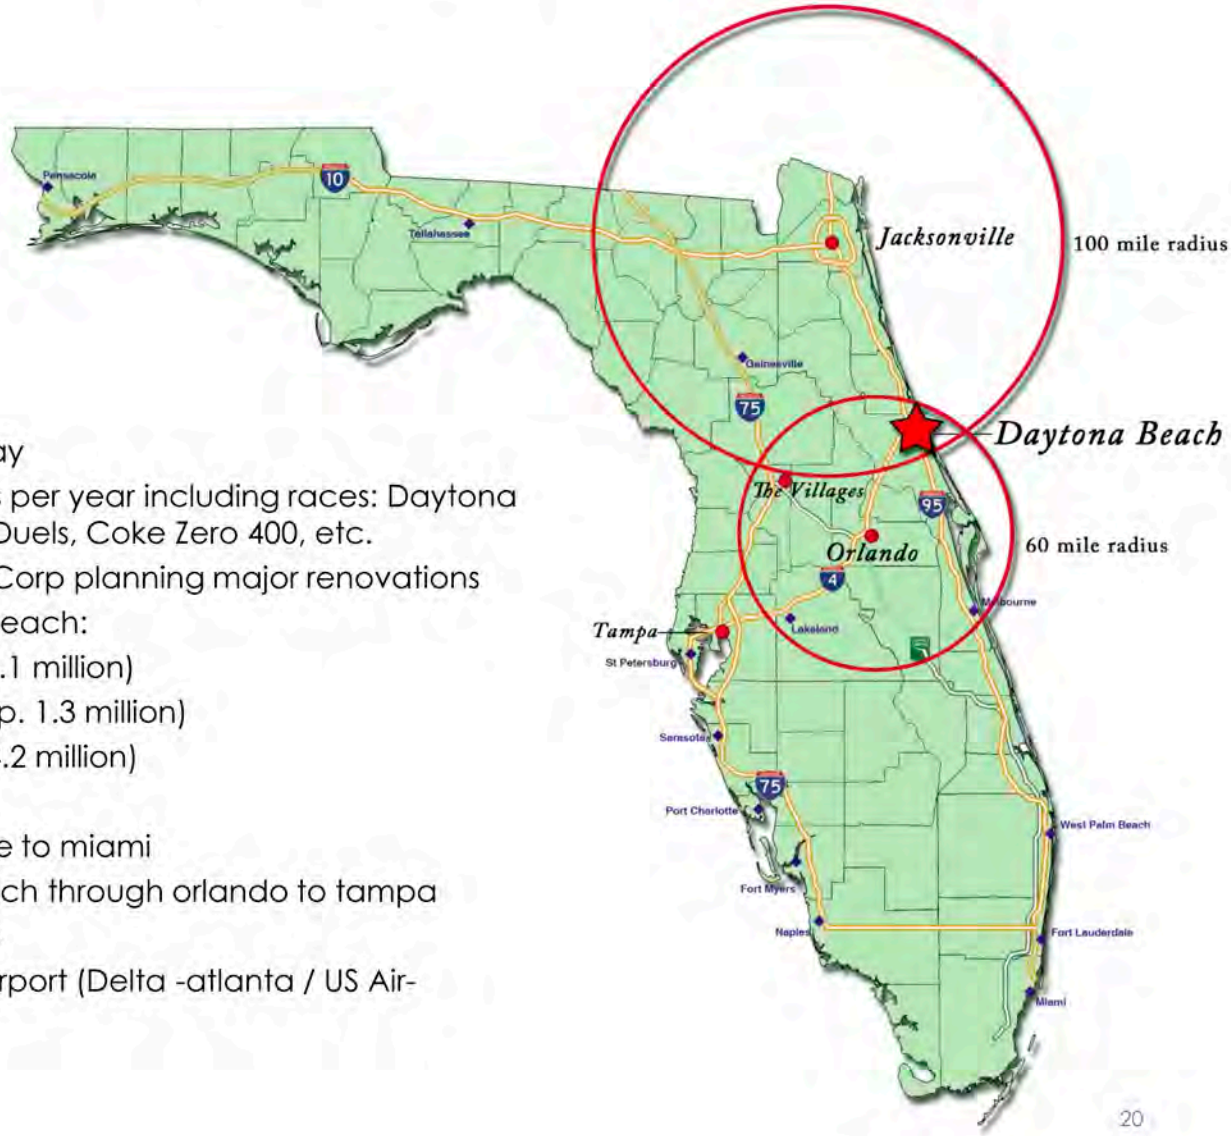 Pensacola
10
Tallahassee
Jacksonville
100 mile radius
Gainesville
75
Daytona Beach
ay
s per year including races: Daytona
Duels, Coke Zero 400, etc.
Corp planning major renovations
each:
.1 million)
p. 1.3 million)
.2 million)
e to miami
ch through orlando to tampa
rport (Delta -atlanta / US Air-
The Villages
95
Orlando
60 mile radius
4
Melbourne
Tampa
Lakeland
St Petersburg
Sarasota
75
Port Charlotte
West Palm Beach
Fort Myers
Naples
Fort Lauderdale
Miami
20